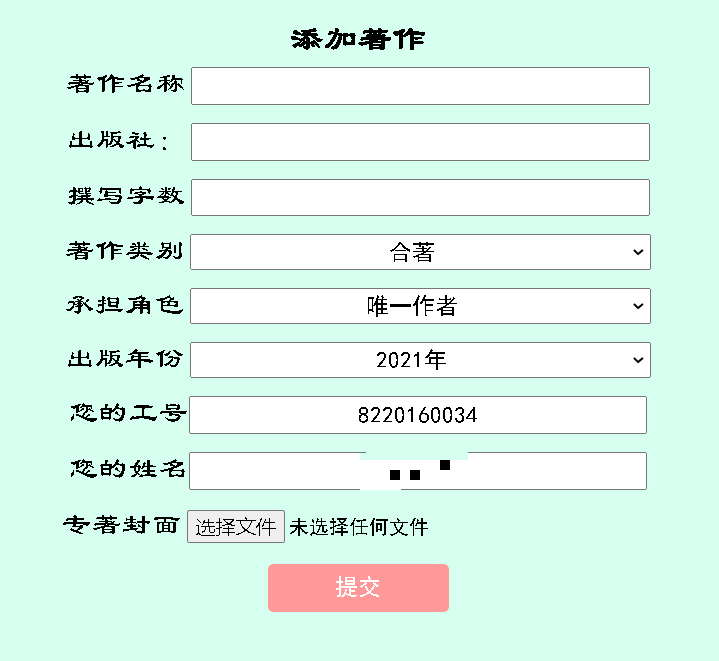 添加著作
著作名称
出版社：
撰写字数
著作类别 合著
承担角色 唯一作者
出版年份 2021年
您的工号 8220160034
您的姓名
专著封面 选择文件 未选择任何文件
提交